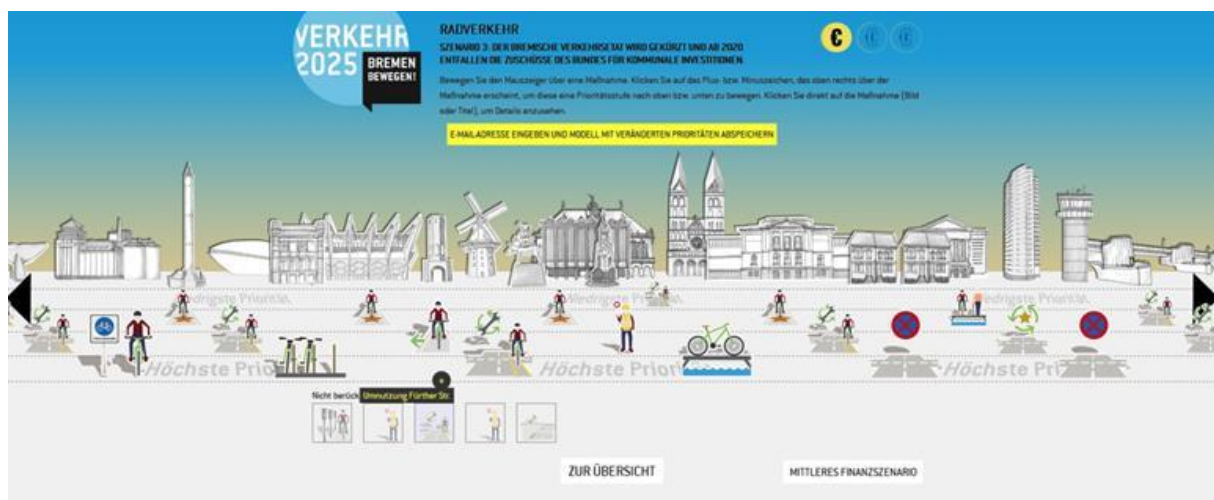 VERKEHR
2025 BREMEN
BEWEGEN!
RADVERKEHR
SZENARIO 3: DER BREMISCHE VERKEHRSETAT WIRD GEKÜRZT UND AB 2020
ENTFALLEN DIE ZUSCHÜSSE DES BUNDES FÜR KOMMUNALE INVESTITIONEN.
Bewegen Sie den Mauszeiger über eine Maßnahme. Klicken Sie auf das Plus- bzw. Minuszeichen, das oben rechts über der
Maßnahme erscheint, um diese eine Prioritätsstufe nach oben bzw. unten zu bewegen. Klicken Sie direkt auf die Maßnahme (Bild
oder Titel), um Details anzusehen.
€ € €
E-MAILADRESSE EINGEBEN UND MODELL MIT VERÄNDERTEN PRIORITÄTEN ABSPEICHERN
Niedrigste Priorität
Höchste Prio
Höchste Prior
Höchste Pri
Nicht berück Umnutzung Fürther Str.
ZUR ÜBERSICHT
MITTLERES FINANZSZENARIO